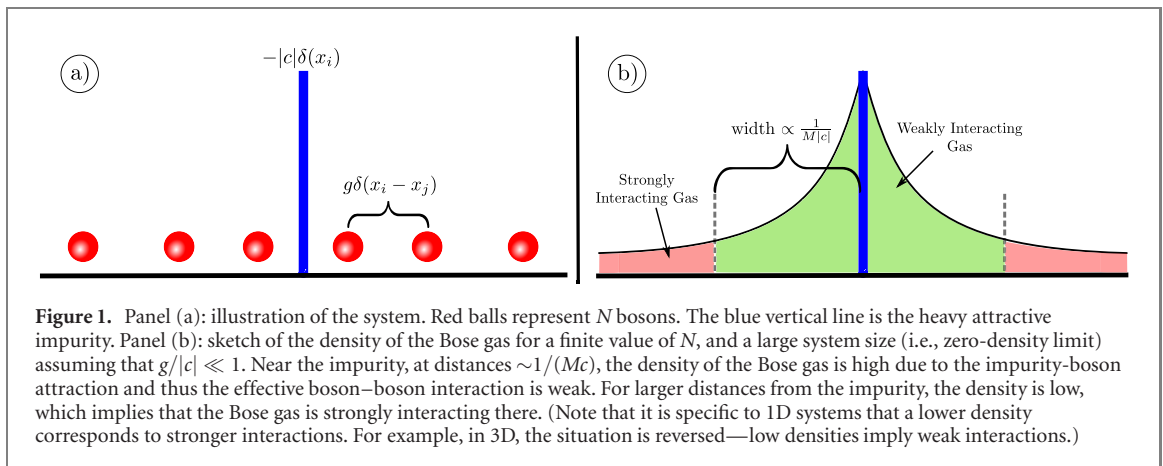 a)
−|c|δ(x_i)
gδ(x_i − x_j)
b)
width ∝ 1/(M|c|)
Weakly Interacting
Gas
Strongly
Interacting Gas
Figure 1. Panel (a): illustration of the system. Red balls represent N bosons. The blue vertical line is the heavy attractive
impurity. Panel (b): sketch of the density of the Bose gas for a finite value of N, and a large system size (i.e., zero-density limit)
assuming that g/|c| ≪ 1. Near the impurity, at distances ∼1/(Mc), the density of the Bose gas is high due to the impurity-boson
attraction and thus the effective boson–boson interaction is weak. For larger distances from the impurity, the density is low,
which implies that the Bose gas is strongly interacting there. (Note that it is specific to 1D systems that a lower density
corresponds to stronger interactions. For example, in 3D, the situation is reversed—low densities imply weak interactions.)